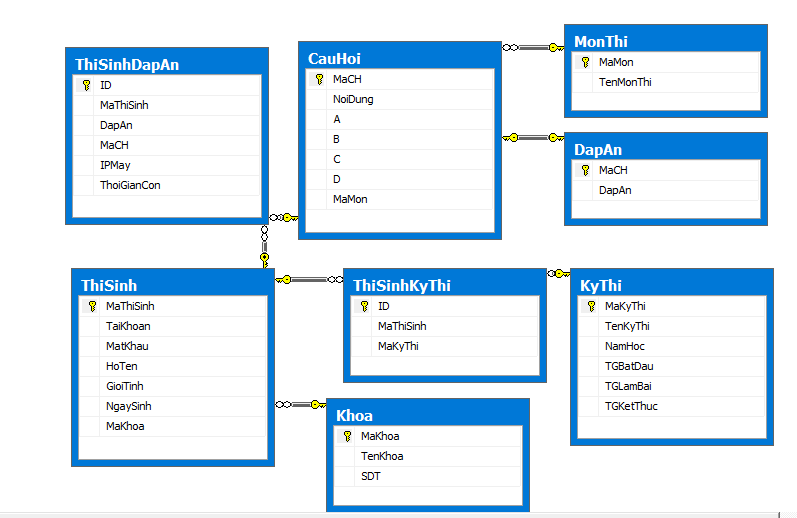 ThiSinhDapAn
ID
MaThiSinh
DapAn
MaCH
IPMay
ThoiGianCon
CauHoi
MaCH
NoiDung
A
B
C
D
MaMon
MonThi
MaMon
TenMonThi
DapAn
MaCH
DapAn
ThiSinh
MaThiSinh
TaiKhoan
MatKhau
HoTen
GioiTinh
NgaySinh
MaKhoa
ThiSinhKyThi
ID
MaThiSinh
MaKyThi
KyThi
MaKyThi
TenKyThi
NamHoc
TGBatDau
TGLamBai
TGKetThuc
Khoa
MaKhoa
TenKhoa
SDT